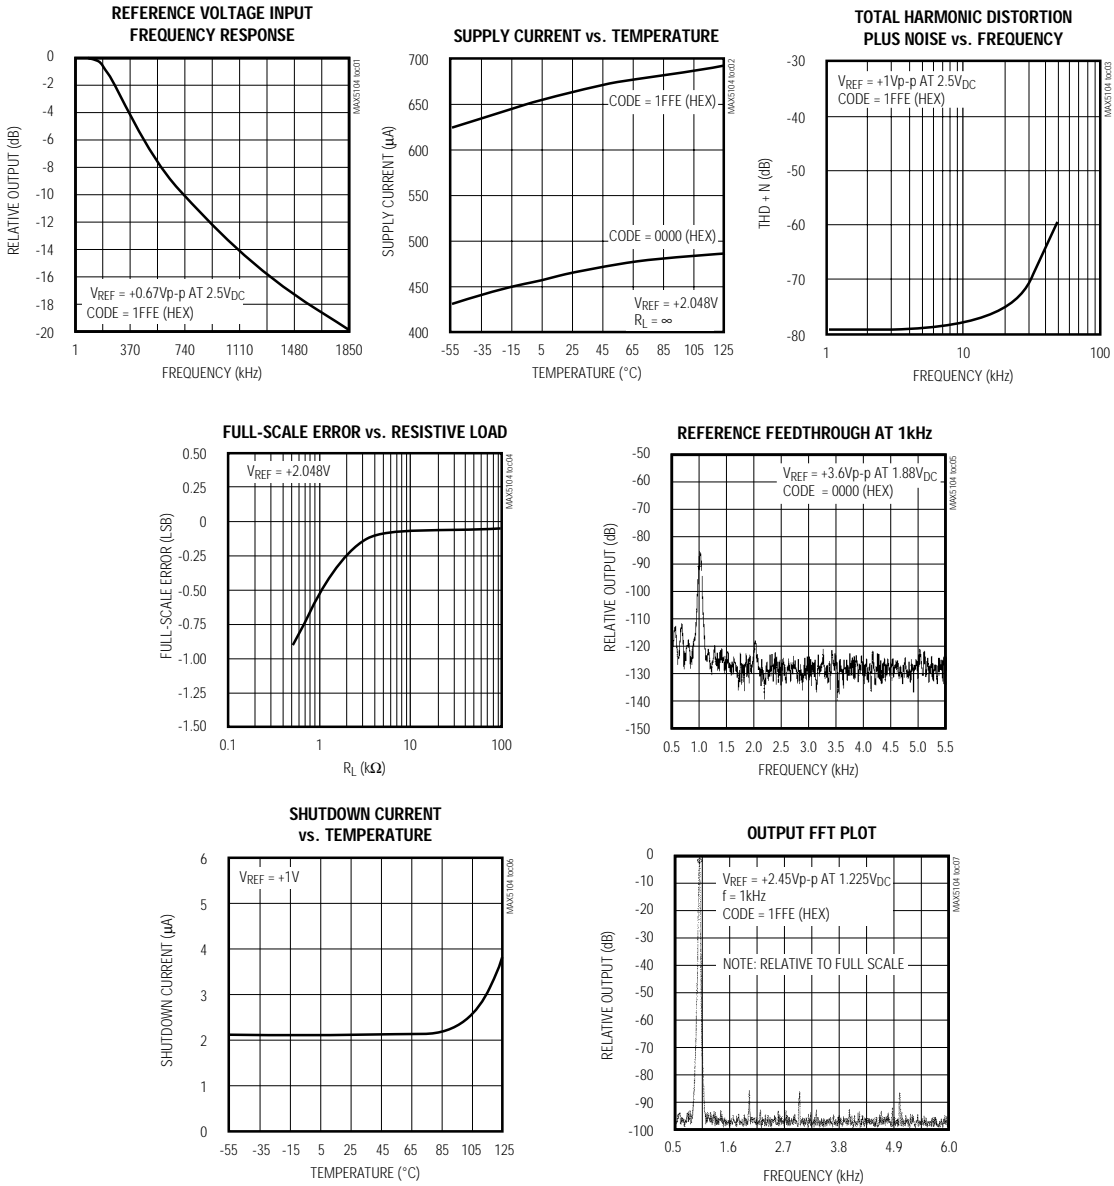 REFERENCE VOLTAGE INPUT
FREQUENCY RESPONSE
0
-2
-4
-6
-8
-10
-12
-14
-16
-18
-20
RELATIVE OUTPUT (dB)
MAX5104 toc01
VREF = +0.67Vp-p AT 2.5VDC
CODE = 1FFE (HEX)
1 370 740 1110 1480 1850
FREQUENCY (kHz)
SUPPLY CURRENT vs. TEMPERATURE
700
650
600
550
500
450
400
SUPPLY CURRENT (µA)
MAX5104 toc02
CODE = 1FFE (HEX)
CODE = 0000 (HEX)
VREF = +2.048V
RL = ∞
-55 -35 -15 5 25 45 65 85 105 125
TEMPERATURE (°C)
TOTAL HARMONIC DISTORTION
PLUS NOISE vs. FREQUENCY
-30
-40
-50
-60
-70
-80
THD + N (dB)
MAX5104 toc03
VREF = +1Vp-p AT 2.5VDC
CODE = 1FFE (HEX)
1 10 100
FREQUENCY (kHz)
FULL-SCALE ERROR vs. RESISTIVE LOAD
0.50
0.25
0
-0.25
-0.50
-0.75
-1.00
-1.25
-1.50
FULL-SCALE ERROR (LSB)
MAX5104 toc04
VREF = +2.048V
0.1 1 10 100
RL (kΩ)
REFERENCE FEEDTHROUGH AT 1kHz
-50
-60
-70
-80
-90
-100
-110
-120
-130
-140
-150
RELATIVE OUTPUT (dB)
MAX5104 toc05
VREF = +3.6Vp-p AT 1.88VDC
CODE = 0000 (HEX)
0.5 1.0 1.5 2.0 2.5 3.0 3.5 4.0 4.5 5.0 5.5
FREQUENCY (kHz)
SHUTDOWN CURRENT
vs. TEMPERATURE
6
5
4
3
2
1
0
SHUTDOWN CURRENT (µA)
MAX5104 toc06
VREF = +1V
-55 -35 -15 5 25 45 65 85 105 125
TEMPERATURE (°C)
OUTPUT FFT PLOT
0
-10
-20
-30
-40
-50
-60
-70
-80
-90
-100
RELATIVE OUTPUT (dB)
MAX5104 toc07
VREF = +2.45Vp-p AT 1.225VDC
f = 1kHz
CODE = 1FFE (HEX)
NOTE: RELATIVE TO FULL SCALE
0.5 1.6 2.7 3.8 4.9 6.0
FREQUENCY (kHz)